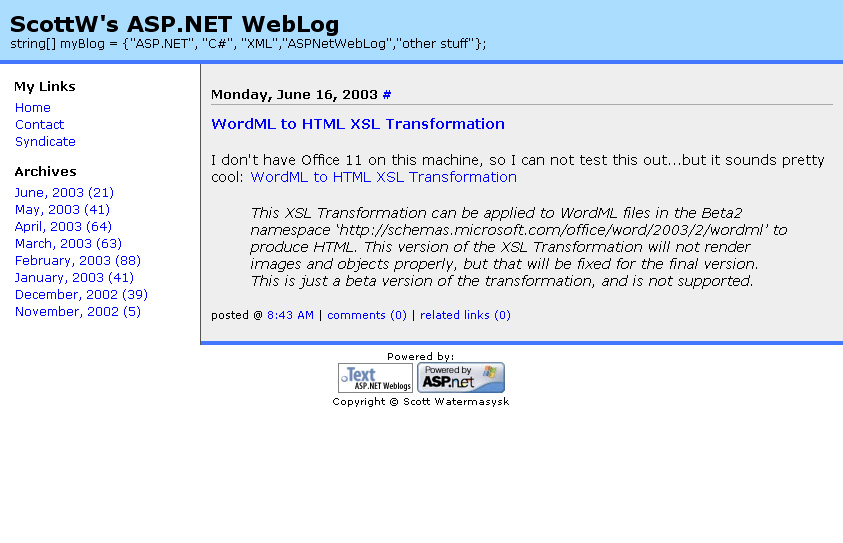 ScottW's ASP.NET WebLog
string[] myBlog = {"ASP.NET", "C#", "XML","ASPNetWebLog","other stuff"};
My Links
Home
Contact
Syndicate
Archives
June, 2003 (21)
May, 2003 (41)
April, 2003 (64)
March, 2003 (63)
February, 2003 (88)
January, 2003 (41)
December, 2002 (39)
November, 2002 (5)
Monday, June 16, 2003 #
WordML to HTML XSL Transformation
I don't have Office 11 on this machine, so I can not test this out...but it sounds pretty
cool: WordML to HTML XSL Transformation
This XSL Transformation can be applied to WordML files in the Beta2
namespace ‘http://schemas.microsoft.com/office/word/2003/2/wordml’ to
produce HTML. This version of the XSL Transformation will not render
images and objects properly, but that will be fixed for the final version.
This is just a beta version of the transformation, and is not supported.
posted @ 8:43 AM | comments (0) | related links (0)
Powered by:
.Text
ASP.NET Weblogs
Powered by
ASP.net
Copyright © Scott Watermasysk